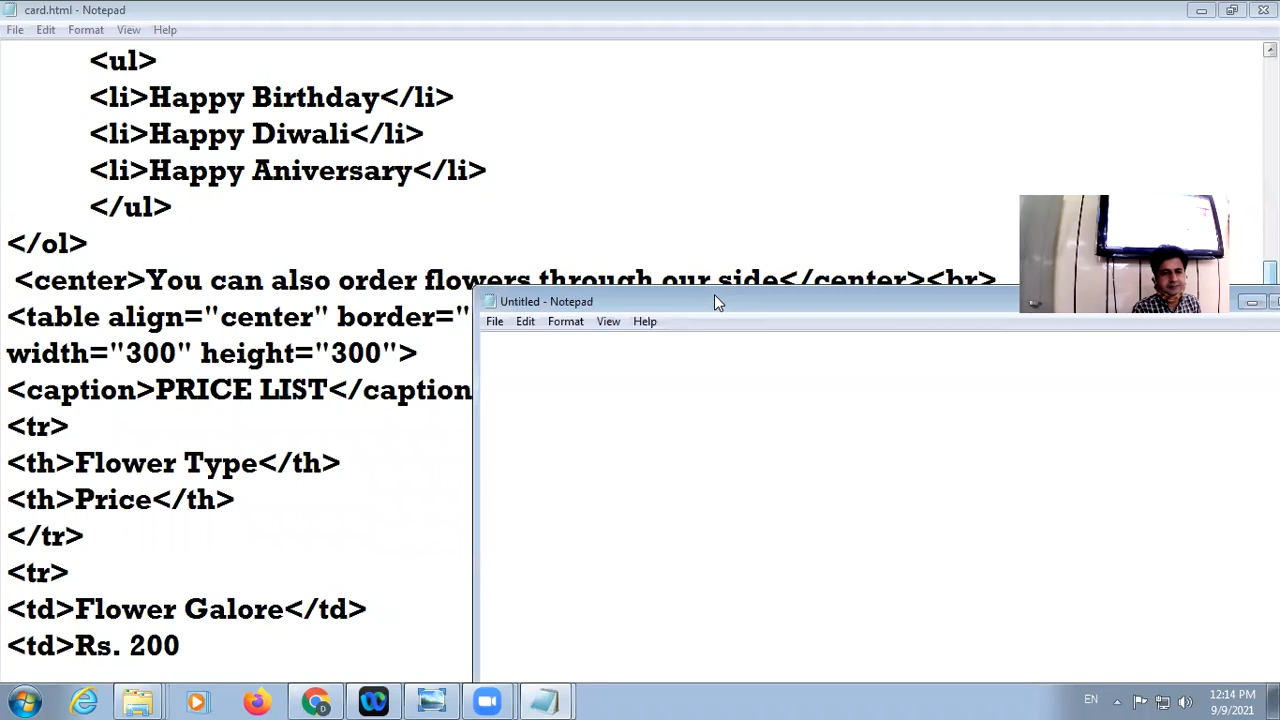 card.html - Notepad
File Edit Format View Help
<ul>
<li>Happy Birthday</li>
<li>Happy Diwali</li>
<li>Happy Aniversary</li>
</ul>
</ol>
<center>You can also order flowers through our side</center><br>
<table align="center" border="
width="300" height="300">
<caption>PRICE LIST</caption
<tr>
<th>Flower Type</th>
<th>Price</th>
</tr>
<tr>
<td>Flower Galore</td>
<td>Rs. 200
Untitled - Notepad
File Edit Format View Help
EN
12:14 PM
9/9/2021